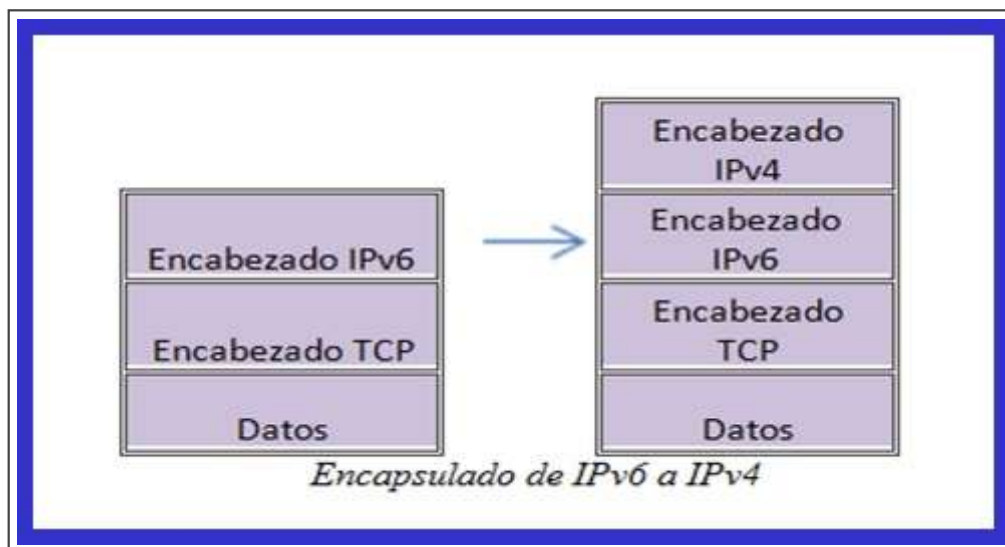 Encabezado IPv6
Encabezado TCP
Datos
Encabezado
IPv4
Encabezado
IPv6
Encabezado
TCP
Datos
Encapsulado de IPv6 a IPv4